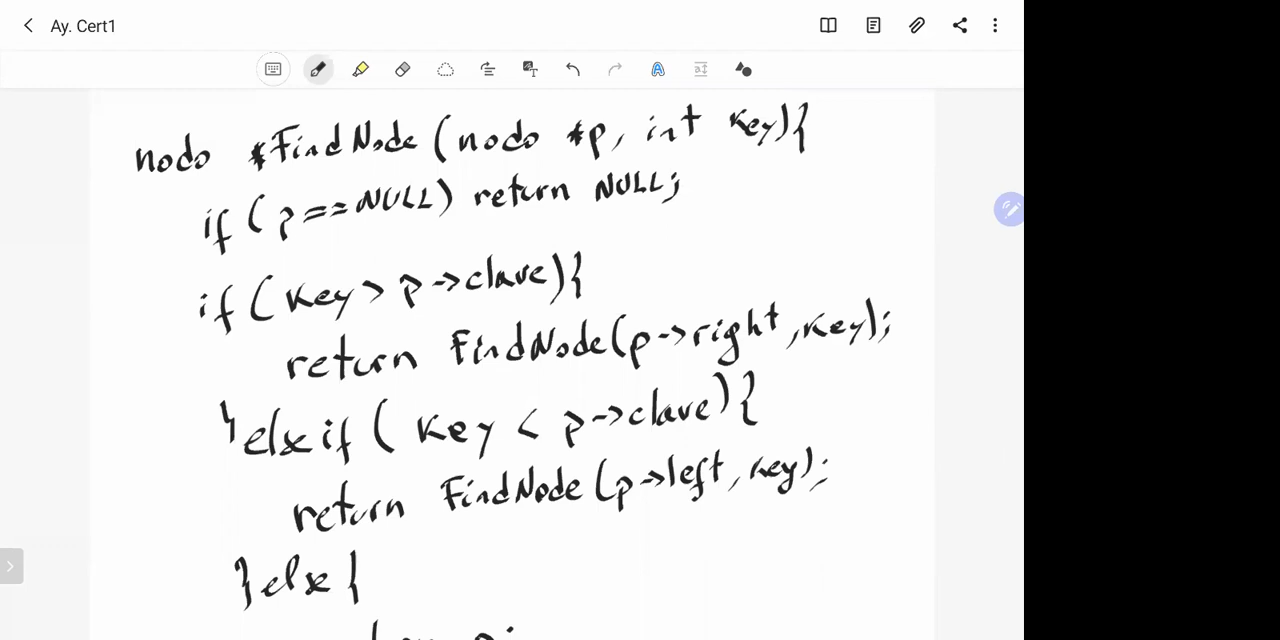 Ay. Cert1
nodo *FindNode (nodo *p, int key){
if (p==NULL) return NULL;
if (key > p->clave){
return FindNode(p->right, key);
}else if ( key < p->clave){
return FindNode (p->left, key);
}else {